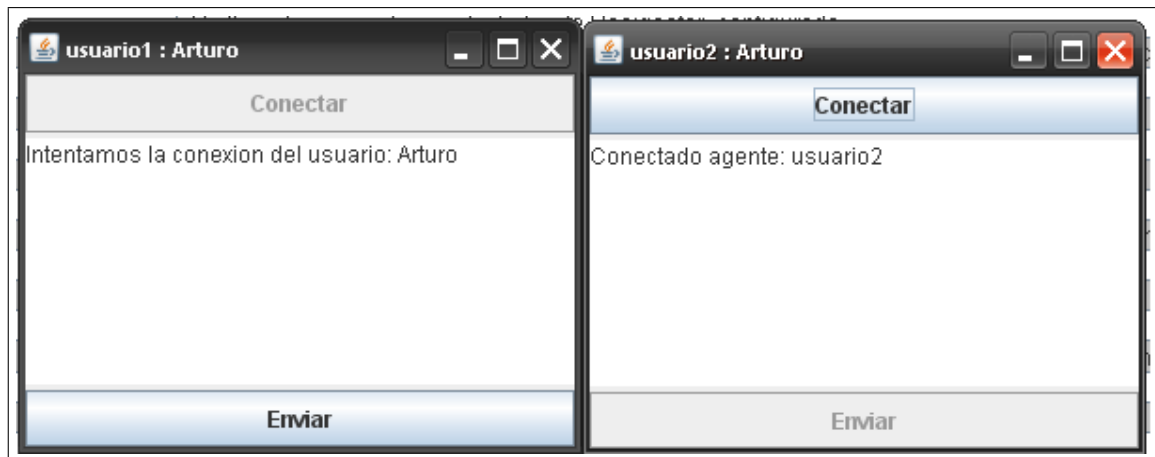 usuario1 : Arturo
Conectar
Intentamos la conexion del usuario: Arturo
Enviar
usuario2 : Arturo
Conectar
Conectado agente: usuario2
Enviar